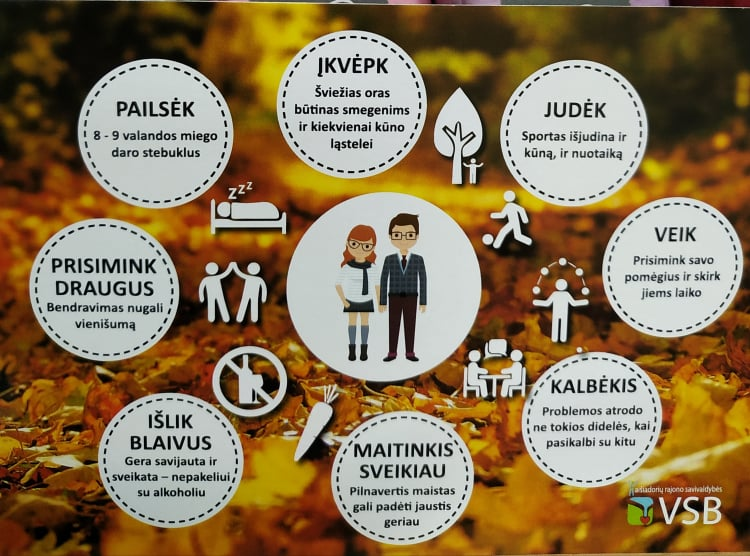 ĮKVĖPK
Šviežias oras
būtinas smegenims
ir kiekvienai kūno
ląstelei
JUDĖK
Sportas išjudina ir
kūną, ir nuotaiką
VEIK
Prisimink savo
pomėgius ir skirk
jiems laiko
KALBĖKIS
Problemos atrodo
ne tokios didelės, kai
pasikalbi su kitu
MAITINKIS
SVEIKIAU
Pilnavertis maistas
gali padėti jaustis
geriau
IŠLIK
BLAIVUS
Gera savijauta ir
sveikata – nepakeliui
su alkoholiu
PRISIMINK
DRAUGUS
Bendravimas nugali
vienišumą
PAILSĖK
8 - 9 valandos miego
daro stebuklus
zzz
rajono savivaldybės
VSB